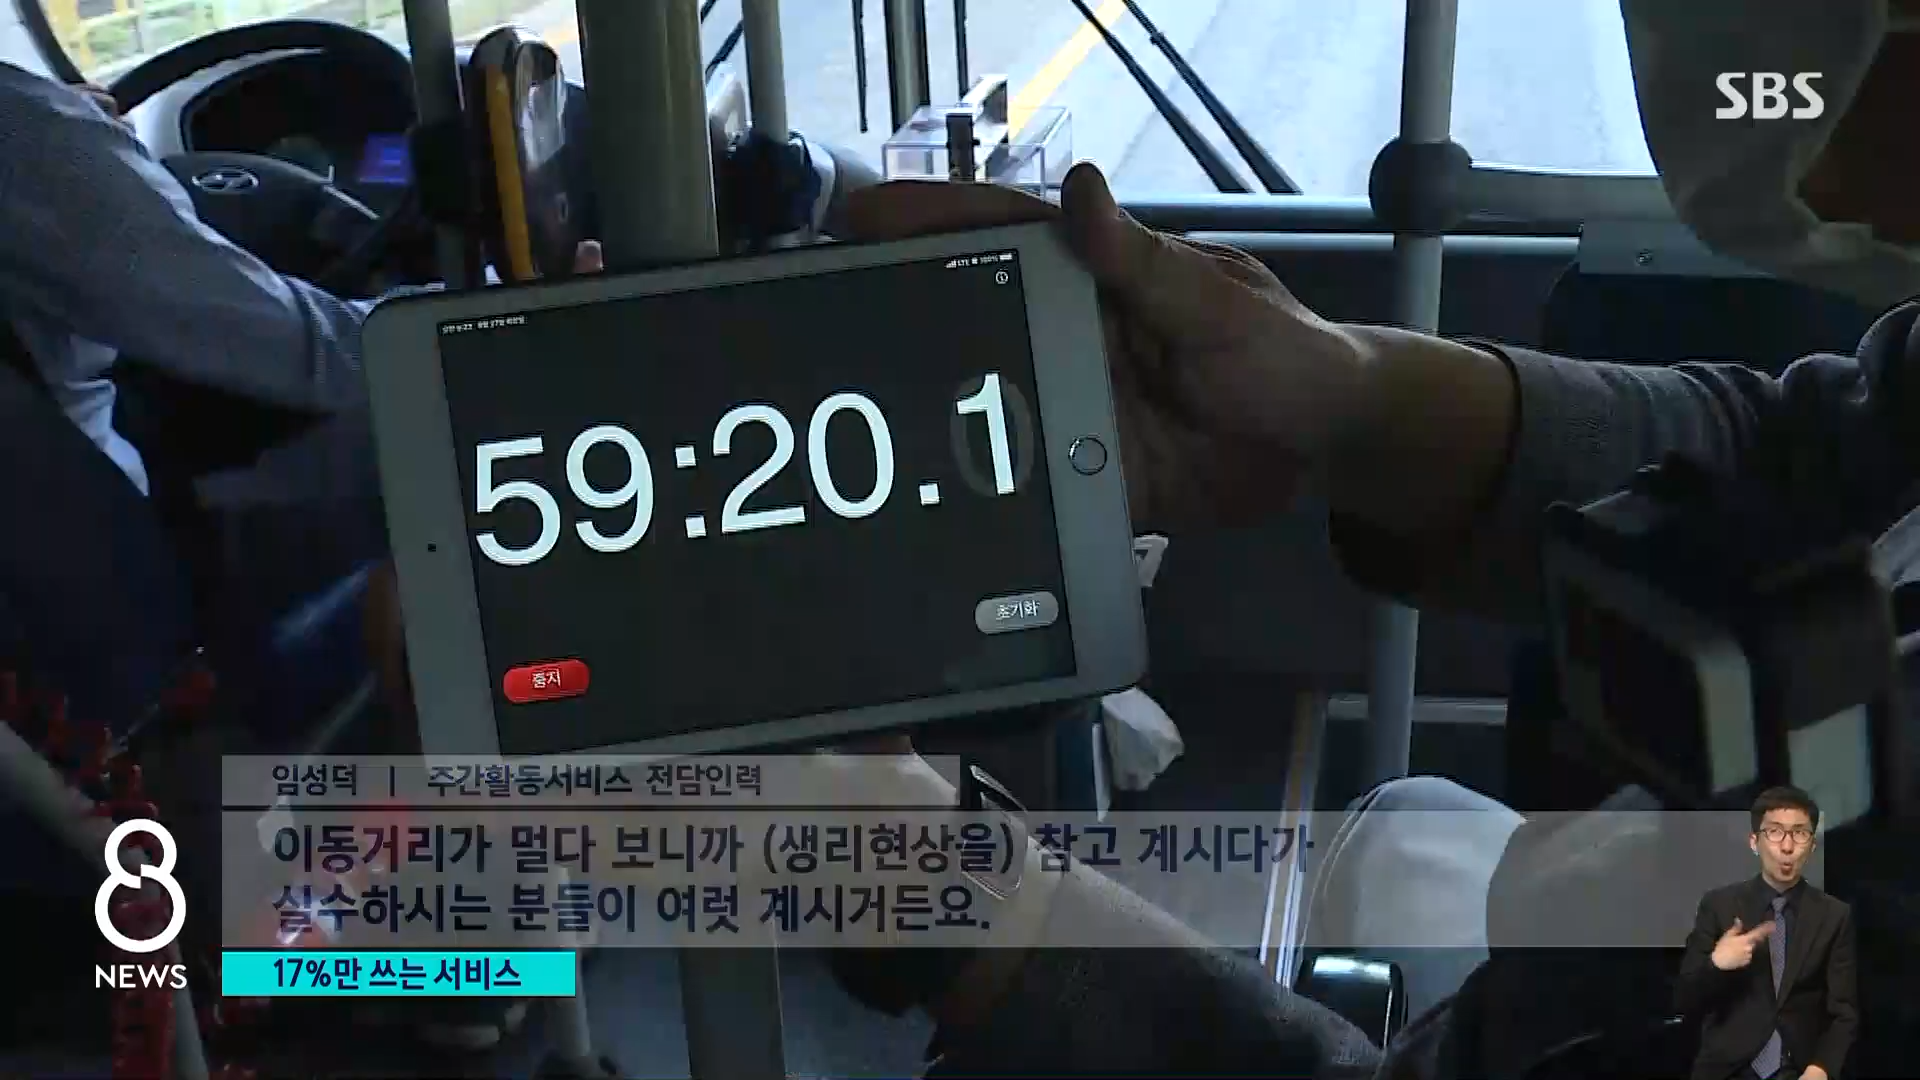 SBS
59:20.1
초기화
중지
임성덕 | 주간활동서비스 전담인력
이동거리가 멀다 보니까 (생리현상을) 참고 계시다가
실수하시는 분들이 여럿 계시거든요.
8
NEWS
17%만 쓰는 서비스